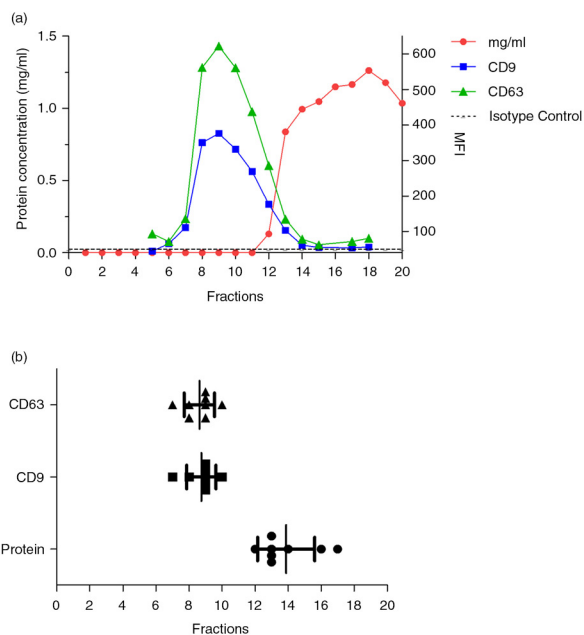 (a)
Protein concentration (mg/ml)
1.5
1.0
0.5
0.0
600
500
400
300
200
100
MFI
mg/ml
CD9
CD63
Isotype Control
0 2 4 6 8 10 12 14 16 18 20
Fractions
(b)
CD63
CD9
Protein
0 2 4 6 8 10 12 14 16 18 20
Fractions